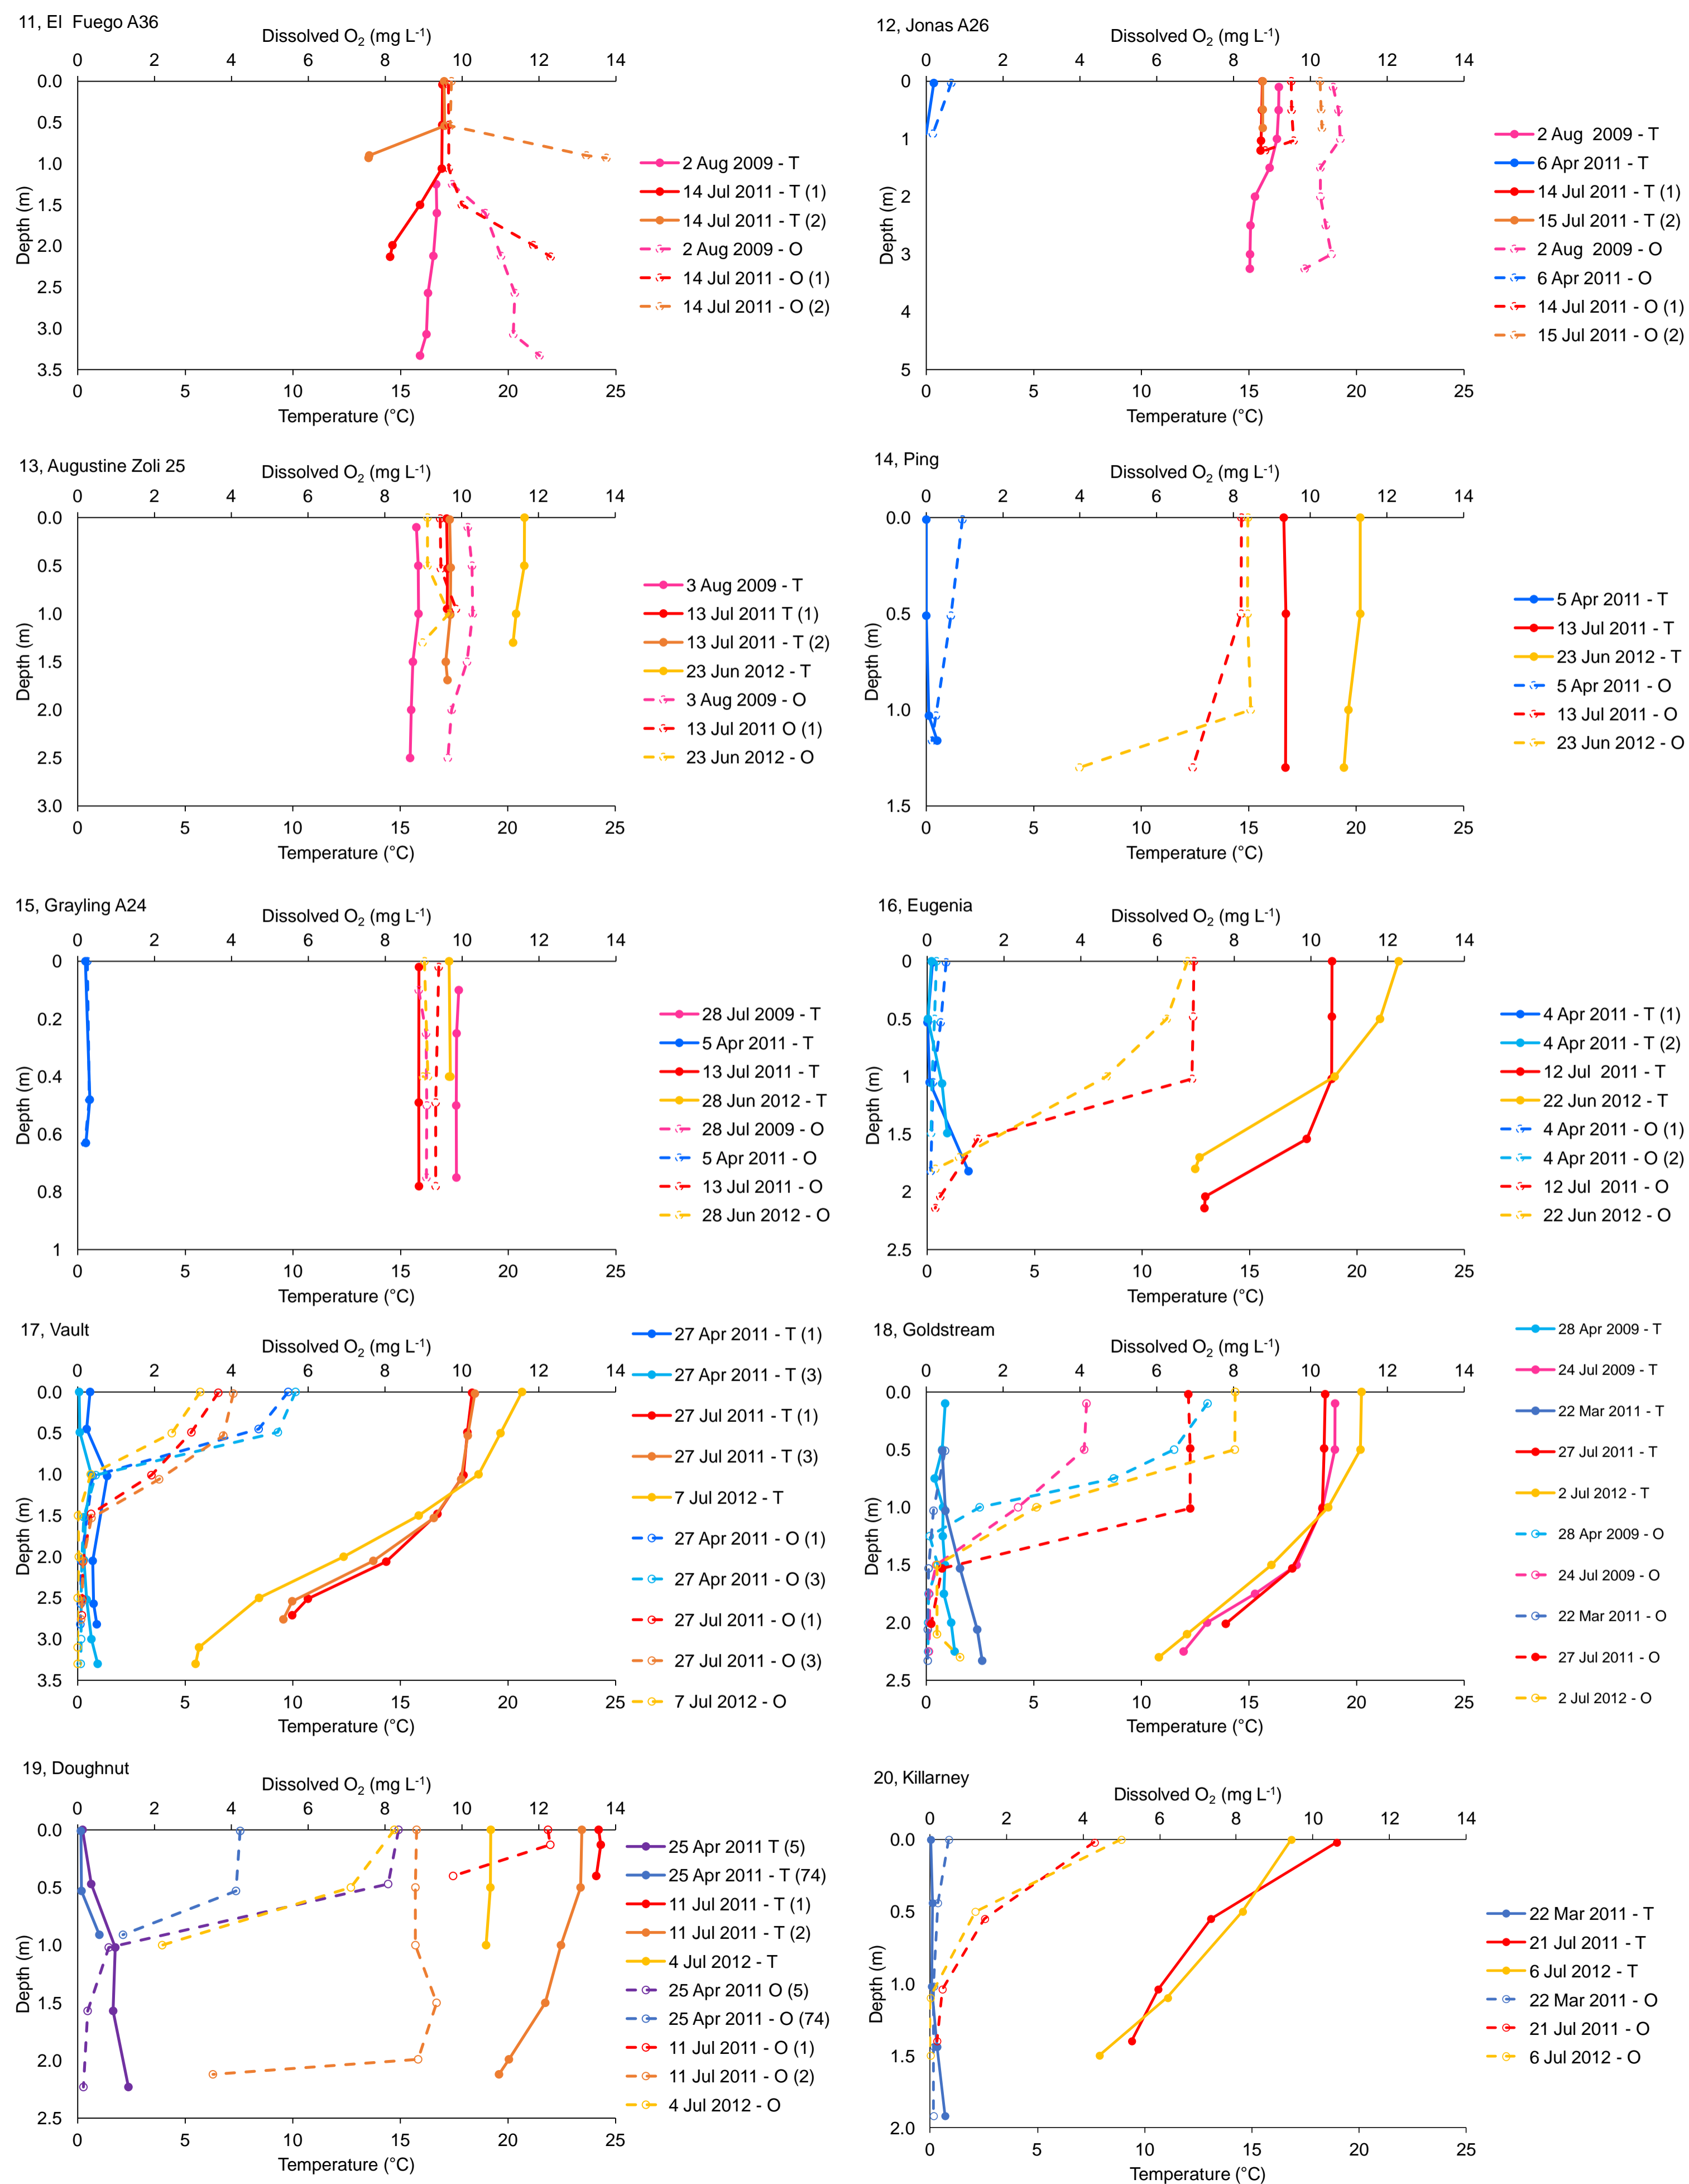 11, El  Fuego A36
Dissolved O2 (mg L-1)
0 2 4 6 8 10 12 14
0.0
0.5
1.0
1.5
2.0
2.5
3.0
3.5
Depth (m)
0 5 10 15 20 25
Temperature (°C)
2 Aug 2009 - T
14 Jul 2011 - T (1)
14 Jul 2011 - T (2)
2 Aug 2009 - O
14 Jul 2011 - O (1)
14 Jul 2011 - O (2)
12, Jonas A26
Dissolved O2 (mg L-1)
0 2 4 6 8 10 12 14
0
1
2
3
4
5
Depth (m)
0 5 10 15 20 25
Temperature (°C)
2 Aug  2009 - T
6 Apr 2011 - T
14 Jul 2011 - T (1)
15 Jul 2011 - T (2)
2 Aug  2009 - O
6 Apr 2011 - O
14 Jul 2011 - O (1)
15 Jul 2011 - O (2)
13, Augustine Zoli 25
Dissolved O2 (mg L-1)
0 2 4 6 8 10 12 14
0.0
0.5
1.0
1.5
2.0
2.5
3.0
Depth (m)
0 5 10 15 20 25
Temperature (°C)
3 Aug 2009 - T
13 Jul 2011 T (1)
13 Jul 2011 - T (2)
23 Jun 2012 - T
3 Aug 2009 - O
13 Jul 2011 O (1)
23 Jun 2012 - O
14, Ping
Dissolved O2 (mg L-1)
0 2 4 6 8 10 12 14
0.0
0.5
1.0
1.5
Depth (m)
0 5 10 15 20 25
Temperature (°C)
5 Apr 2011 - T
13 Jul 2011 - T
23 Jun 2012 - T
5 Apr 2011 - O
13 Jul 2011 - O
23 Jun 2012 - O
15, Grayling A24
Dissolved O2 (mg L-1)
0 2 4 6 8 10 12 14
0
0.2
0.4
0.6
0.8
1
Depth (m)
0 5 10 15 20 25
Temperature (°C)
28 Jul 2009 - T
5 Apr 2011 - T
13 Jul 2011 - T
28 Jun 2012 - T
28 Jul 2009 - O
5 Apr 2011 - O
13 Jul 2011 - O
28 Jun 2012 - O
16, Eugenia
Dissolved O2 (mg L-1)
0 2 4 6 8 10 12 14
0
0.5
1
1.5
2
2.5
Depth (m)
0 5 10 15 20 25
Temperature (°C)
4 Apr 2011 - T (1)
4 Apr 2011 - T (2)
12 Jul  2011 - T
22 Jun 2012 - T
4 Apr 2011 - O (1)
4 Apr 2011 - O (2)
12 Jul  2011 - O
22 Jun 2012 - O
17, Vault
Dissolved O2 (mg L-1)
0 2 4 6 8 10 12 14
0.0
0.5
1.0
1.5
2.0
2.5
3.0
3.5
Depth (m)
0 5 10 15 20 25
Temperature (°C)
27 Apr 2011 - T (1)
27 Apr 2011 - T (3)
27 Jul 2011 - T (1)
27 Jul 2011 - T (3)
7 Jul 2012 - T
27 Apr 2011 - O (1)
27 Apr 2011 - O (3)
27 Jul 2011 - O (1)
27 Jul 2011 - O (3)
7 Jul 2012 - O
18, Goldstream
Dissolved O2 (mg L-1)
0 2 4 6 8 10 12 14
0.0
0.5
1.0
1.5
2.0
2.5
Depth (m)
0 5 10 15 20 25
Temperature (°C)
28 Apr 2009 - T
24 Jul 2009 - T
22 Mar 2011 - T
27 Jul 2011 - T
2 Jul 2012 - T
28 Apr 2009 - O
24 Jul 2009 - O
22 Mar 2011 - O
27 Jul 2011 - O
2 Jul 2012 - O
19, Doughnut
Dissolved O2 (mg L-1)
0 2 4 6 8 10 12 14
0.0
0.5
1.0
1.5
2.0
2.5
Depth (m)
0 5 10 15 20 25
Temperature (°C)
25 Apr 2011 T (5)
25 Apr 2011 - T (74)
11 Jul 2011 - T (1)
11 Jul 2011 - T (2)
4 Jul 2012 - T
25 Apr 2011 O (5)
25 Apr 2011 - O (74)
11 Jul 2011 - O (1)
11 Jul 2011 - O (2)
4 Jul 2012 - O
20, Killarney
Dissolved O2 (mg L-1)
0 2 4 6 8 10 12 14
0.0
0.5
1.0
1.5
2.0
Depth (m)
0 5 10 15 20 25
Temperature (°C)
22 Mar 2011 - T
21 Jul 2011 - T
6 Jul 2012 - T
22 Mar 2011 - O
21 Jul 2011 - O
6 Jul 2012 - O